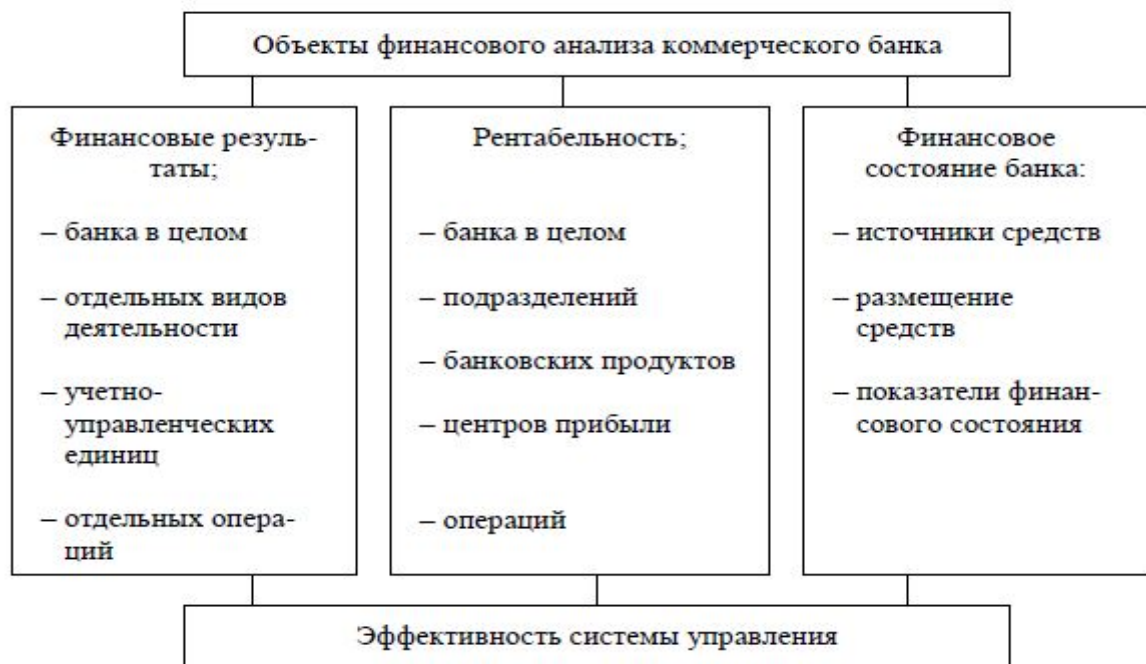 Объекты финансового анализа коммерческого банка
Финансовые резуль-
таты;
– банка в целом
– отдельных видов
деятельности
– учетно-
управленческих
единиц
– отдельных опера-
ций
Рентабельность;
– банка в целом
– подразделений
– банковских продуктов
– центров прибыли
– операций
Финансовое
состояние банка:
– источники средств
– размещение
средств
– показатели финан-
сового состояния
Эффективность системы управления